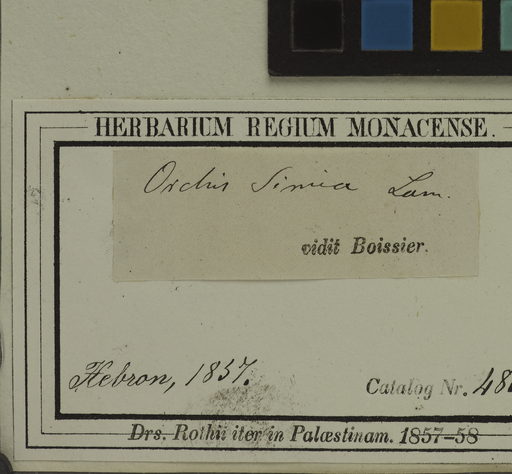 HERBARIUM REGIUM MONACENSE.
Orchis Simia Lam.
vidit Boissier.
Hebron, 1857.
Catalog Nr.
Drs. Rothii iter in Palæstinam. 1857–58